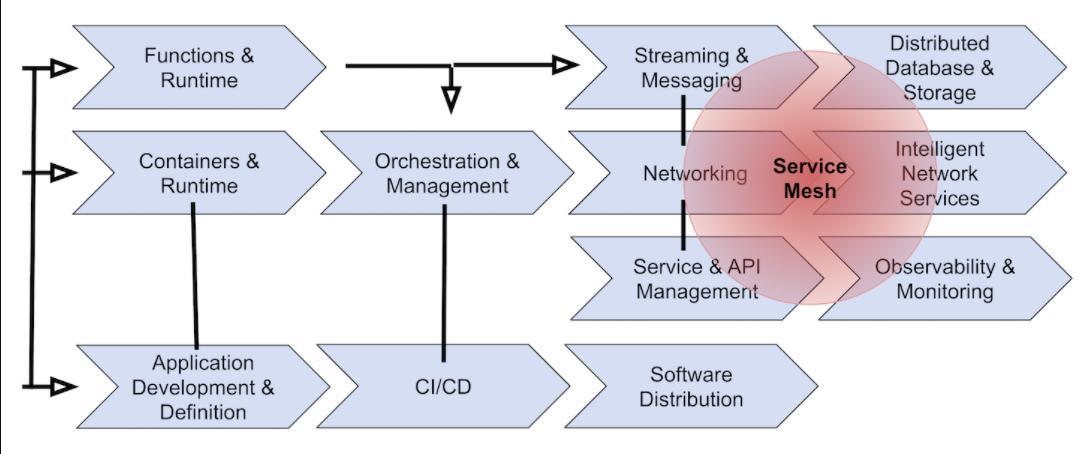 Functions &
Runtime
Streaming &
Messaging
Distributed
Database &
Storage
Containers &
Runtime
Orchestration &
Management
Networking
Service
Mesh
Intelligent
Network
Services
Service & API
Management
Observability &
Monitoring
Application
Development &
Definition
CI/CD
Software
Distribution